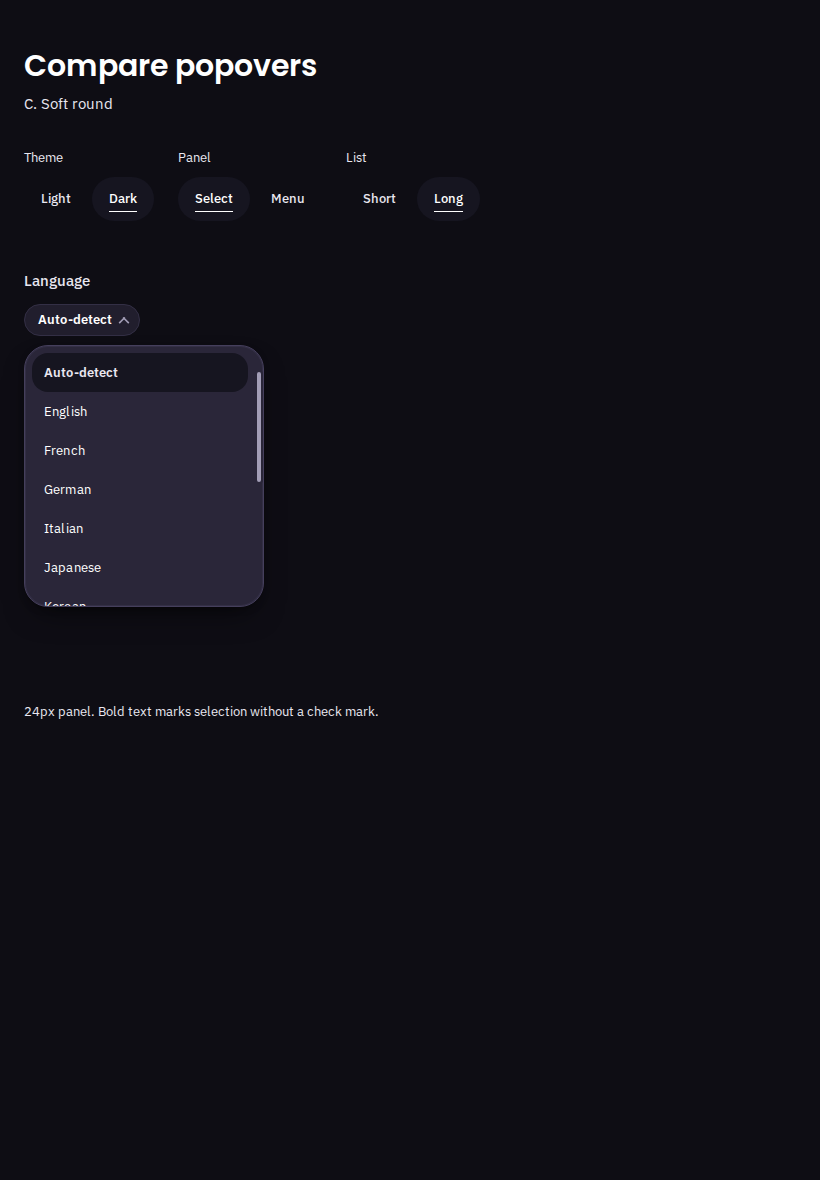 Compare popovers
C. Soft round
Theme Panel List
Light Dark Select Menu Short Long
Language
Auto-detect
Auto-detect
English
French
German
Italian
Japanese
Korean
24px panel. Bold text marks selection without a check mark.